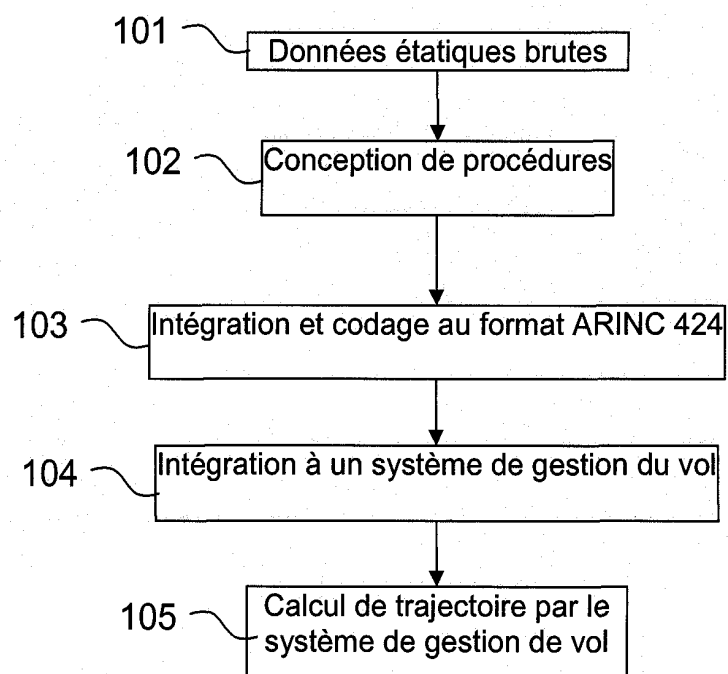 101
Données étatiques brutes
102
Conception de procédures
103
Intégration et codage au format ARINC 424
104
Intégration à un système de gestion du vol
105
Calcul de trajectoire par le
système de gestion de vol